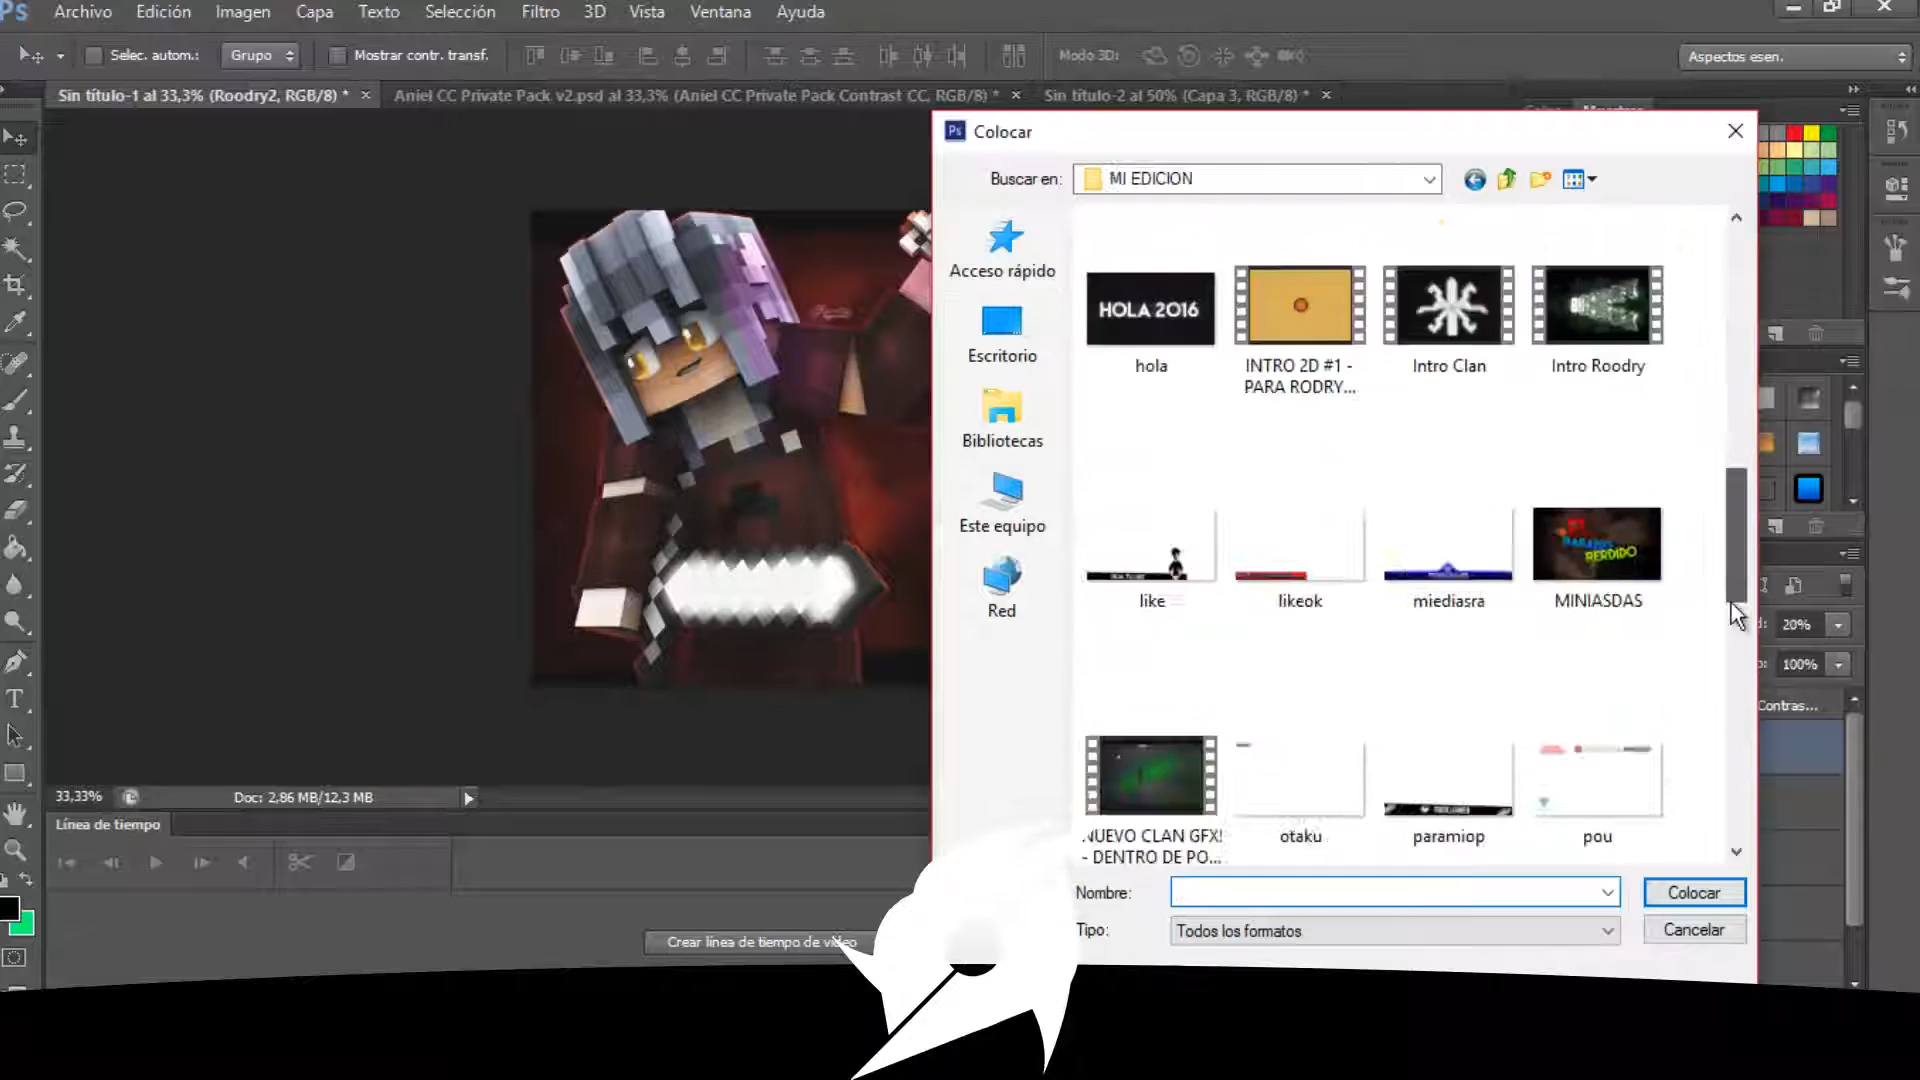 Ps Archivo Edición Imagen Capa Texto Selección Filtro 3D Vista Ventana Ayuda
Selec. autom.: Grupo Mostrar contr. transf. Modo 3D: Aspectos esen.
Sin título-1 al 33,3% (Roodry2, RGB/8) * Aniel CC Private Pack v2.psd al 33,3% (Aniel CC Private Pack Contrast CC, RGB/8) * Sin título-2 al 50% (Capa 3, RGB/8) *
Ps Colocar
Buscar en: MI EDICION
Acceso rápido
Escritorio
Bibliotecas
Este equipo
Red
HOLA 2016
hola
INTRO 2D #1 -
PARA RODRY...
Intro Clan
Intro Roodry
like
likeok
miediasra
PERDIDO
MINIASDAS
NUEVO CLAN GFX!
- DENTRO DE PO...
otaku
paramiop
pou
Nombre: Colocar
Tipo: Todos los formatos Cancelar
20%
100%
Contras...
33,33% Doc: 2,86 MB/12,3 MB
Línea de tiempo
Crear línea de tiempo de vídeo
T